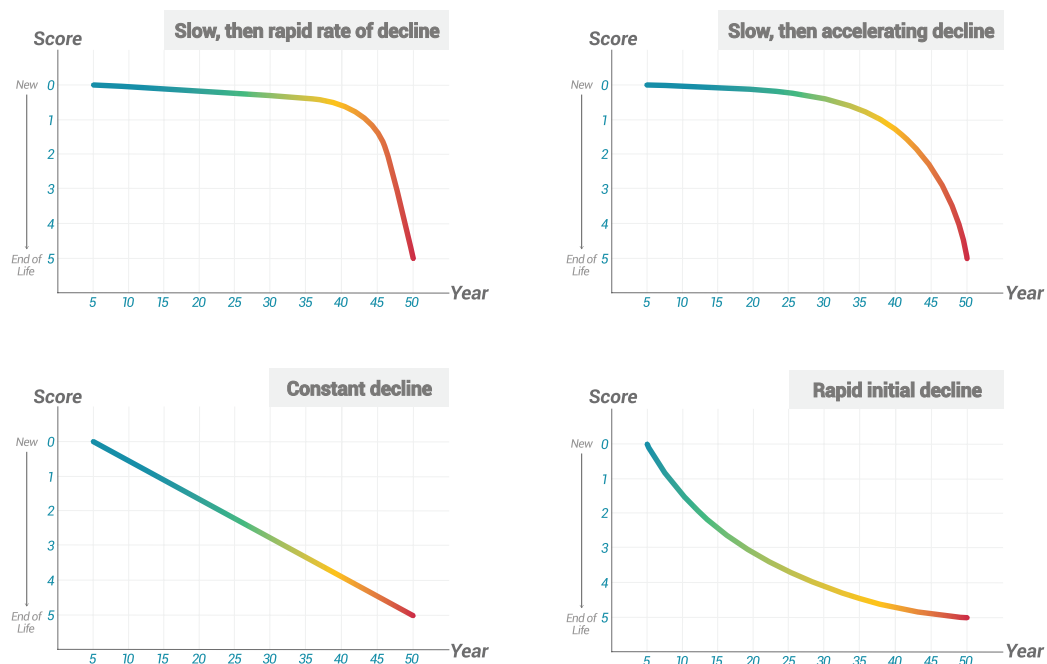 Slow, then rapid rate of decline
Score
New 0
1
2
3
4
End of Life 5
5 10 15 20 25 30 35 40 45 50
Year
Slow, then accelerating decline
Score
New 0
1
2
3
4
End of Life 5
5 10 15 20 25 30 35 40 45 50
Year
Constant decline
Score
New 0
1
2
3
4
End of Life 5
5 10 15 20 25 30 35 40 45 50
Year
Rapid initial decline
Score
New 0
1
2
3
4
End of Life 5
5 10 15 20 25 30 35 40 45 50
Year